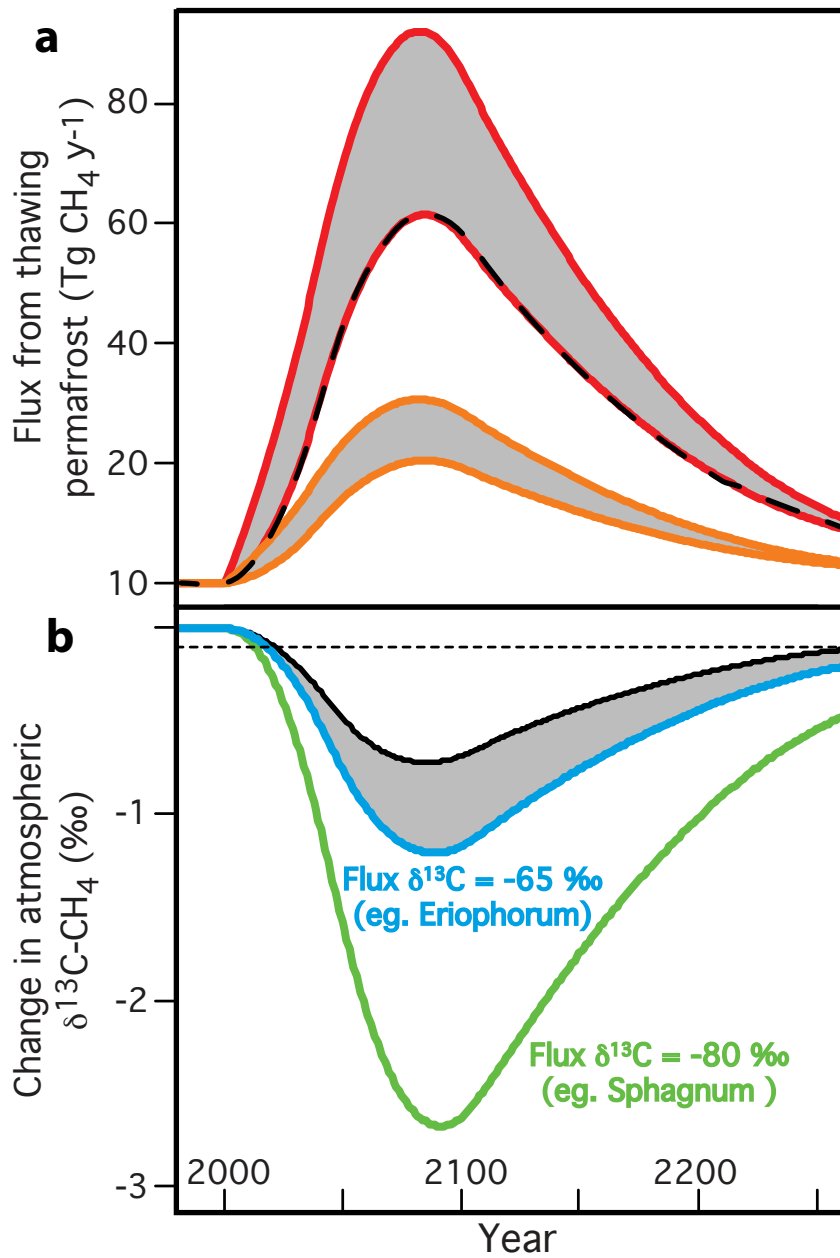 a
Flux from thawing
permafrost (Tg CH4 y-1)
80
60
40
20
10
b
Change in atmospheric
δ13C-CH4 (‰)
-1
-2
-3
Flux δ¹³C = -65 ‰
(eg. Eriophorum)
Flux δ¹³C = -80 ‰
(eg. Sphagnum )
2000
2100
2200
Year